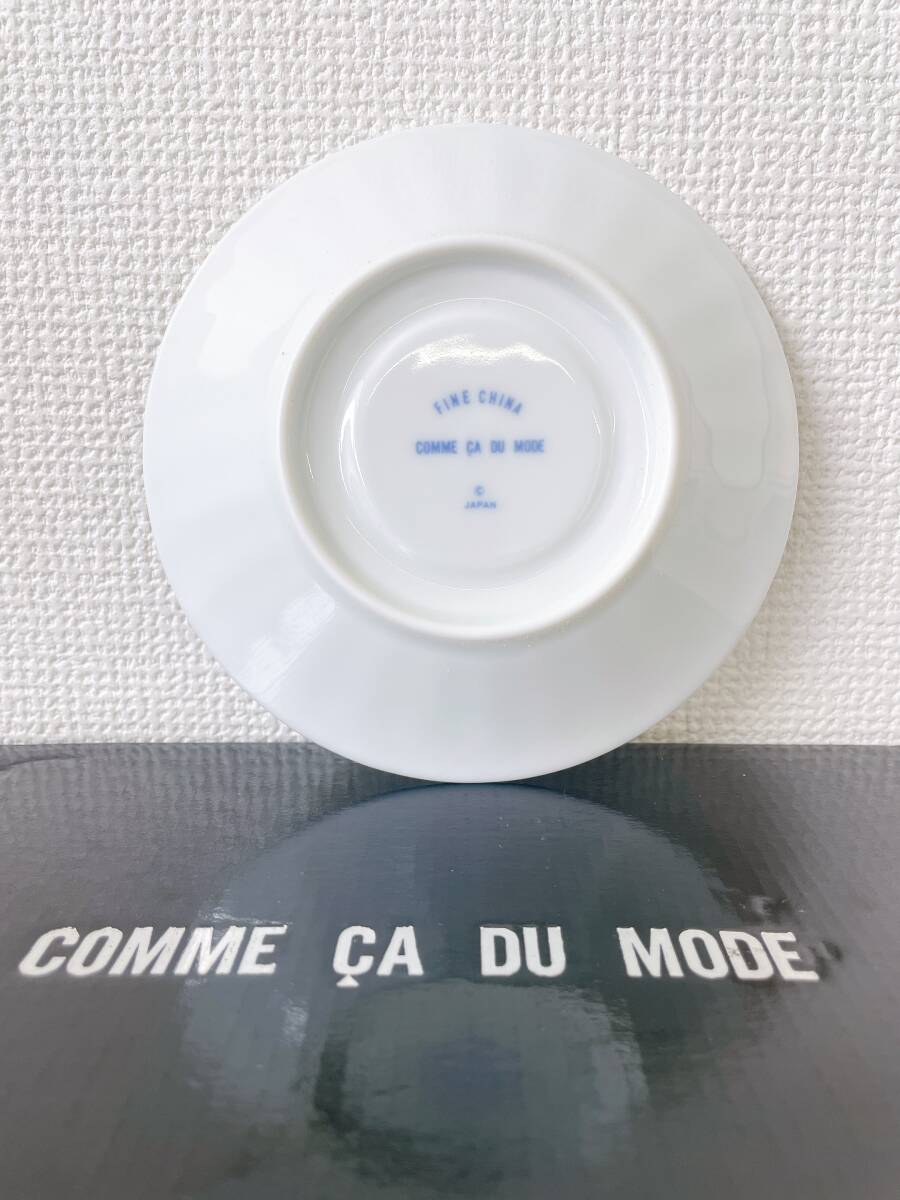 FINE CHINA
COMME ÇA DU MODE
©
JAPAN
COMME ÇA DU MODE